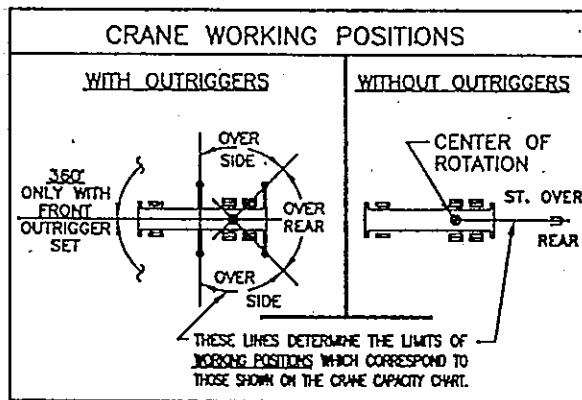 CRANE WORKING POSITIONS
WITH OUTRIGGERS
OVER
SIDE
360°
ONLY WITH
FRONT
OUTRIGGER
SET
OVER
REAR
OVER
SIDE
WITHOUT OUTRIGGERS
CENTER OF
ROTATION
ST. OVER
REAR
THESE LINES DETERMINE THE LIMITS OF
WORKING POSITIONS WHICH CORRESPOND TO
THOSE SHOWN ON THE CRANE CAPACITY CHART.